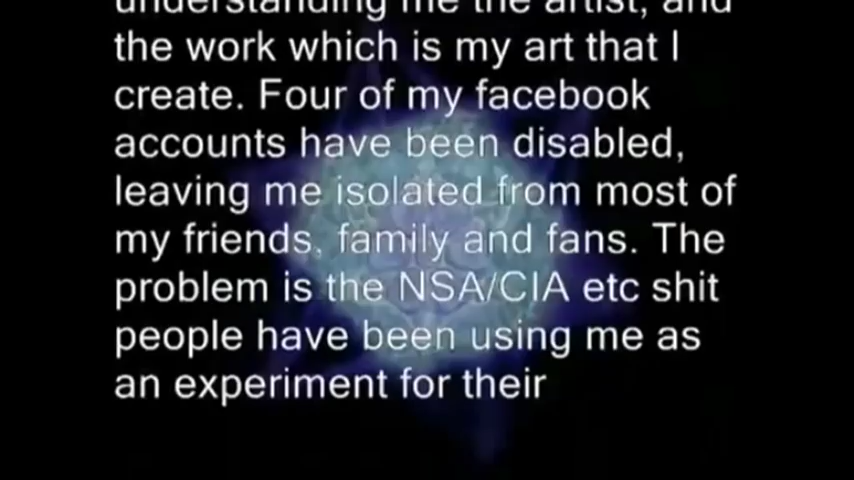 understanding me the artist, and
the work which is my art that I
create. Four of my facebook
accounts have been disabled,
leaving me isolated from most of
my friends, family and fans. The
problem is the NSA/CIA etc shit
people have been using me as
an experiment for their